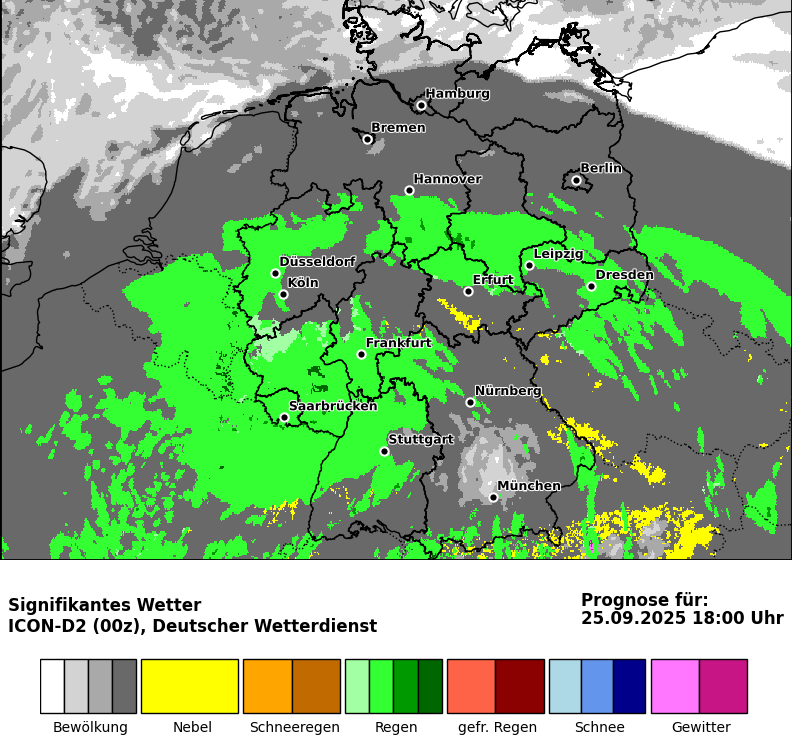 Hamburg
Bremen
Berlin
Hannover
Leipzig
Düsseldorf
Dresden
Erfurt
Köln
Frankfurt
Nürnberg
Saarbrücken
Stuttgart
München
Signifikantes Wetter
ICON-D2 (00z), Deutscher Wetterdienst
Prognose für:
25.09.2025 18:00 Uhr
Bewölkung Nebel Schneeregen Regen gefr. Regen Schnee Gewitter